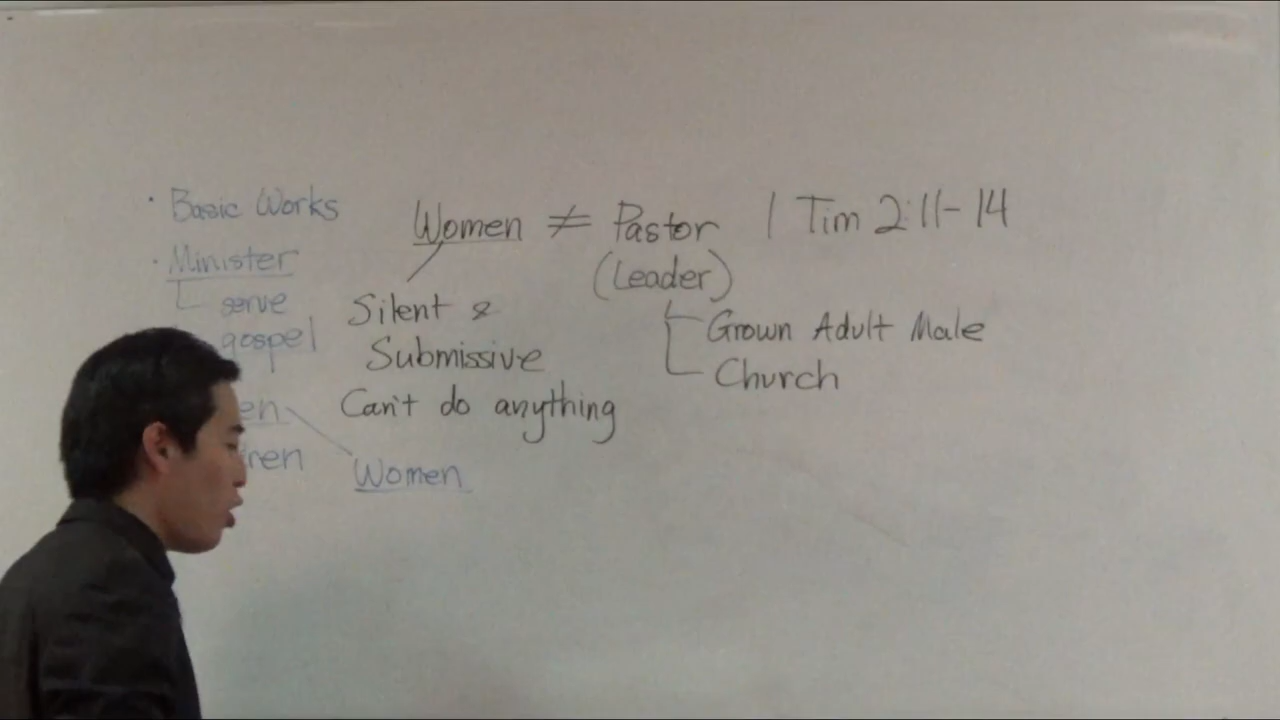 · Basic Works
· Minister
serve
gospel
en
ren
Women
Women ≠ Pastor 1 Tim 2:11-14
(Leader)
Silent &
Submissive
Can't do anything
Grown Adult Male
Church